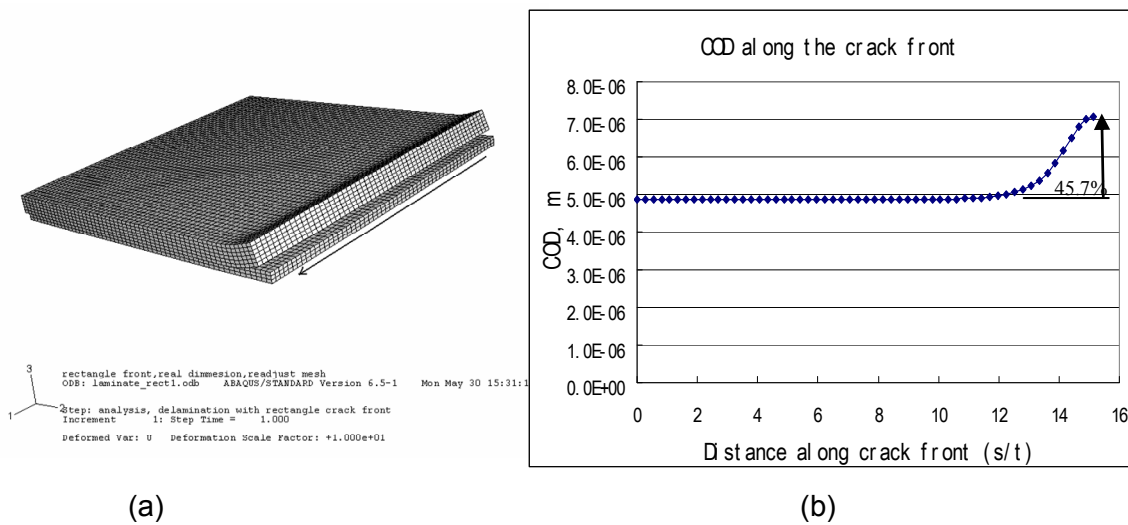 3
1
2
rectangle front,real dimmesion,readjust mesh
ODB: laminate_rect1.odb ABAQUS/STANDARD Version 6.5-1 Mon May 30 15:31:1
Step: analysis, delamination with rectangle crack front
Increment 1: Step Time = 1.000
Deformed Var: U Deformation Scale Factor: +1.000e+01
(a)
COD along the crack front
COD, m
8.0E-06
7.0E-06
6.0E-06
5.0E-06
4.0E-06
3.0E-06
2.0E-06
1.0E-06
0.0E+00
45.7%
0 2 4 6 8 10 12 14 16
Distance along crack front (s/t)
(b)